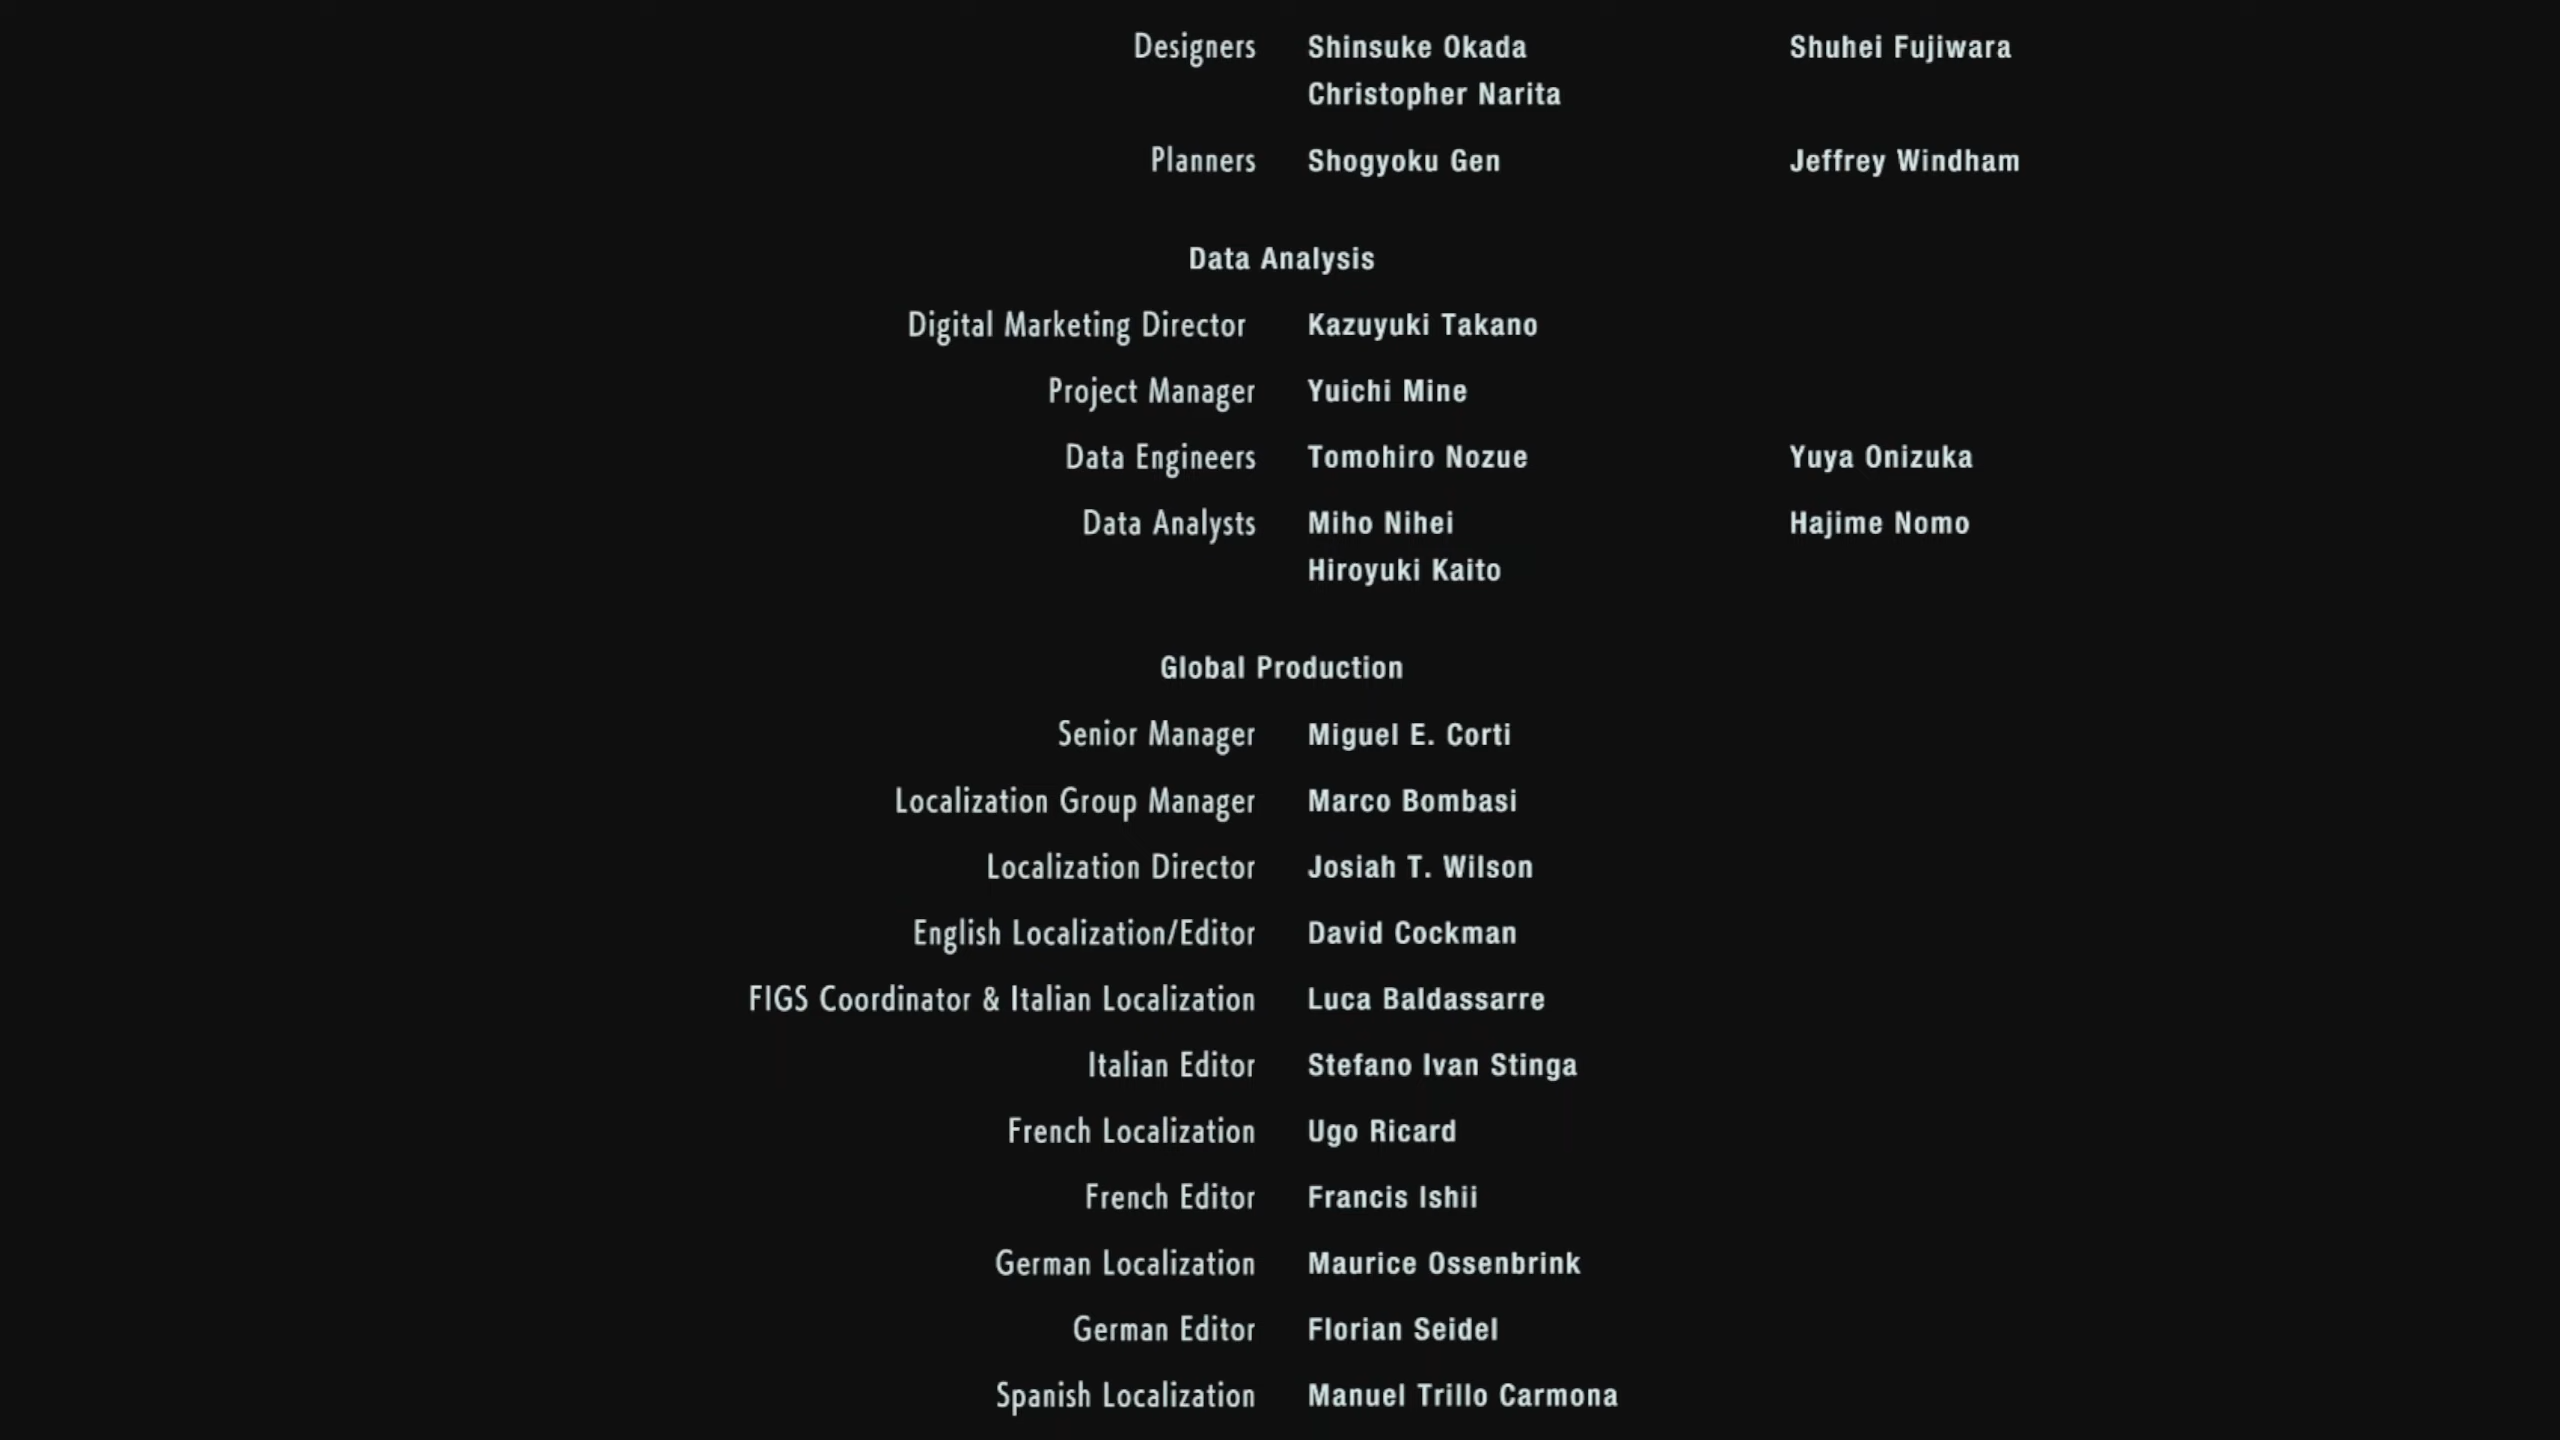 Designers Shinsuke Okada Shuhei Fujiwara
Christopher Narita
Planners Shogyoku Gen Jeffrey Windham
Data Analysis
Digital Marketing Director Kazuyuki Takano
Project Manager Yuichi Mine
Data Engineers Tomohiro Nozue Yuya Onizuka
Data Analysts Miho Nihei Hajime Nomo
Hiroyuki Kaito
Global Production
Senior Manager Miguel E. Corti
Localization Group Manager Marco Bombasi
Localization Director Josiah T. Wilson
English Localization/Editor David Cockman
FIGS Coordinator & Italian Localization Luca Baldassarre
Italian Editor Stefano Ivan Stinga
French Localization Ugo Ricard
French Editor Francis Ishii
German Localization Maurice Ossenbrink
German Editor Florian Seidel
Spanish Localization Manuel Trillo Carmona